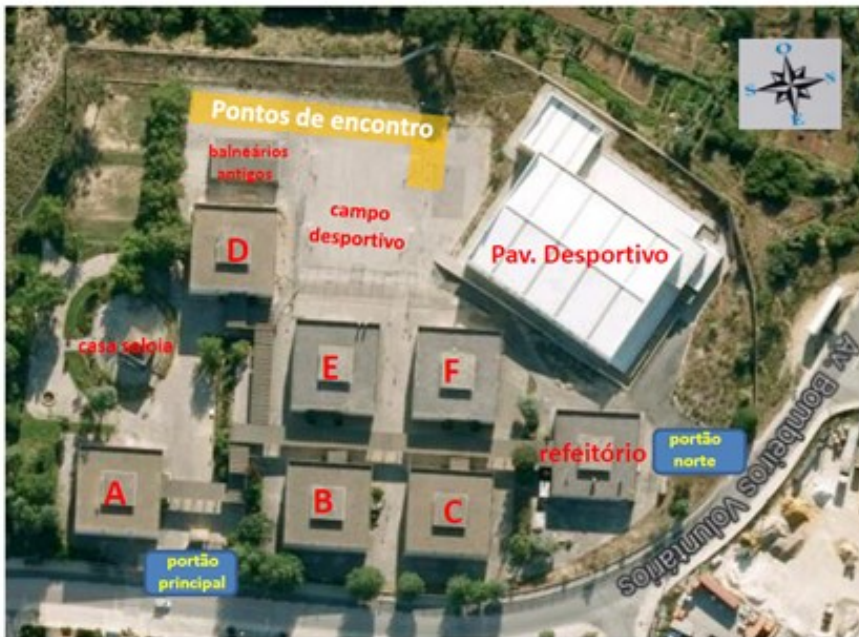 O
S
N
E
Pontos de encontro
balneários
antigos
campo
desportivo
D
Pav. Desportivo
casa saloia
E
F
refeitório
portão
norte
Av. Bombeiros Voluntários
A
B
C
portão
principal